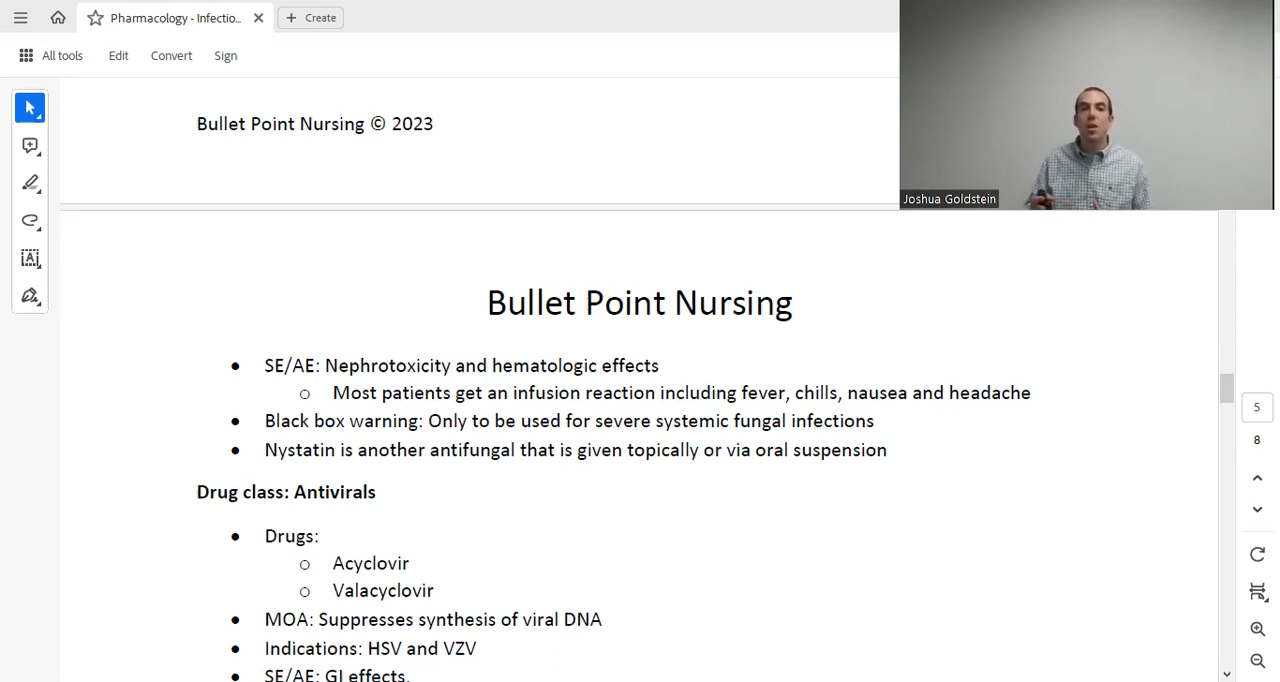 Pharmacology - Infectio...
Create
All tools
Edit
Convert
Sign
Bullet Point Nursing © 2023
Joshua Goldstein
Bullet Point Nursing
• SE/AE: Nephrotoxicity and hematologic effects
o Most patients get an infusion reaction including fever, chills, nausea and headache
• Black box warning: Only to be used for severe systemic fungal infections
• Nystatin is another antifungal that is given topically or via oral suspension
Drug class: Antivirals
• Drugs:
o Acyclovir
o Valacyclovir
• MOA: Suppresses synthesis of viral DNA
• Indications: HSV and VZV
• SE/AE: GI effects.
5
8